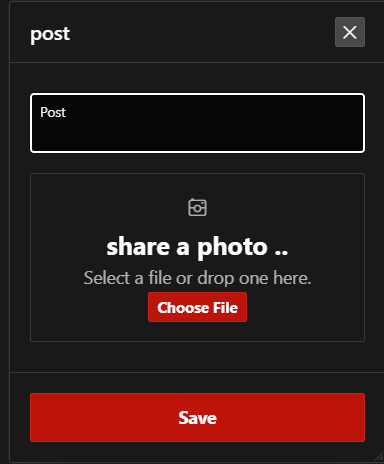 post
Post
share a photo ..
Select a file or drop one here.
Choose File
Save